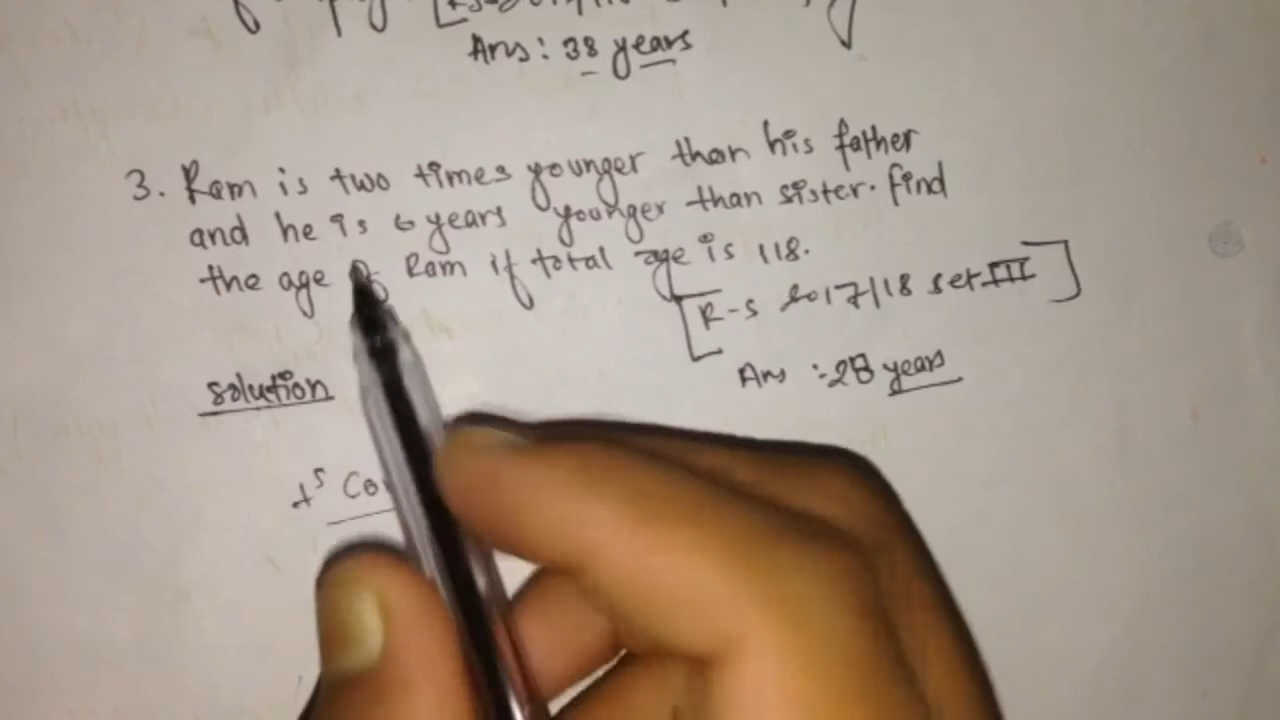 Ans: 38 years
3. Ram is two times younger than his father
and he is 6 years younger than sister. find
the age of Ram if total age is 118.
[R-S 2017/18 set III]
Ans :- 28 years
solution